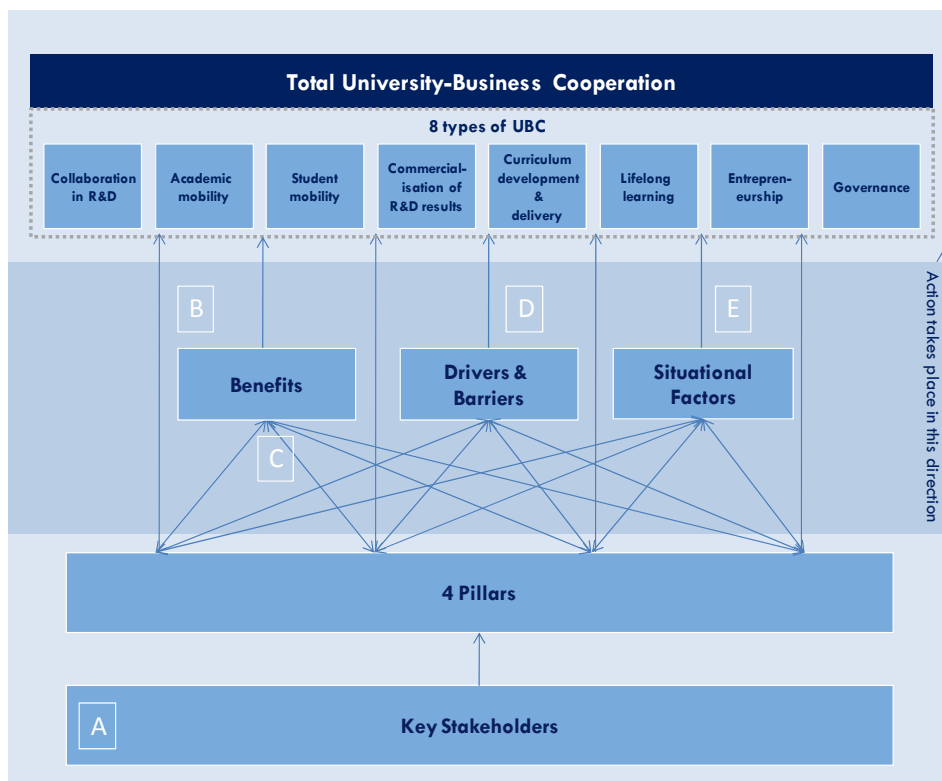 Total University-Business Cooperation
8 types of UBC
Collaboration
in R&D
Academic
mobility
Student
mobility
Commercial-
isation of
R&D results
Curriculum
development
&
delivery
Lifelong
learning
Entrepren-
eurship
Governance
B
D
E
Benefits
Drivers &
Barriers
Situational
Factors
C
Action takes place in this direction
4 Pillars
A
Key Stakeholders